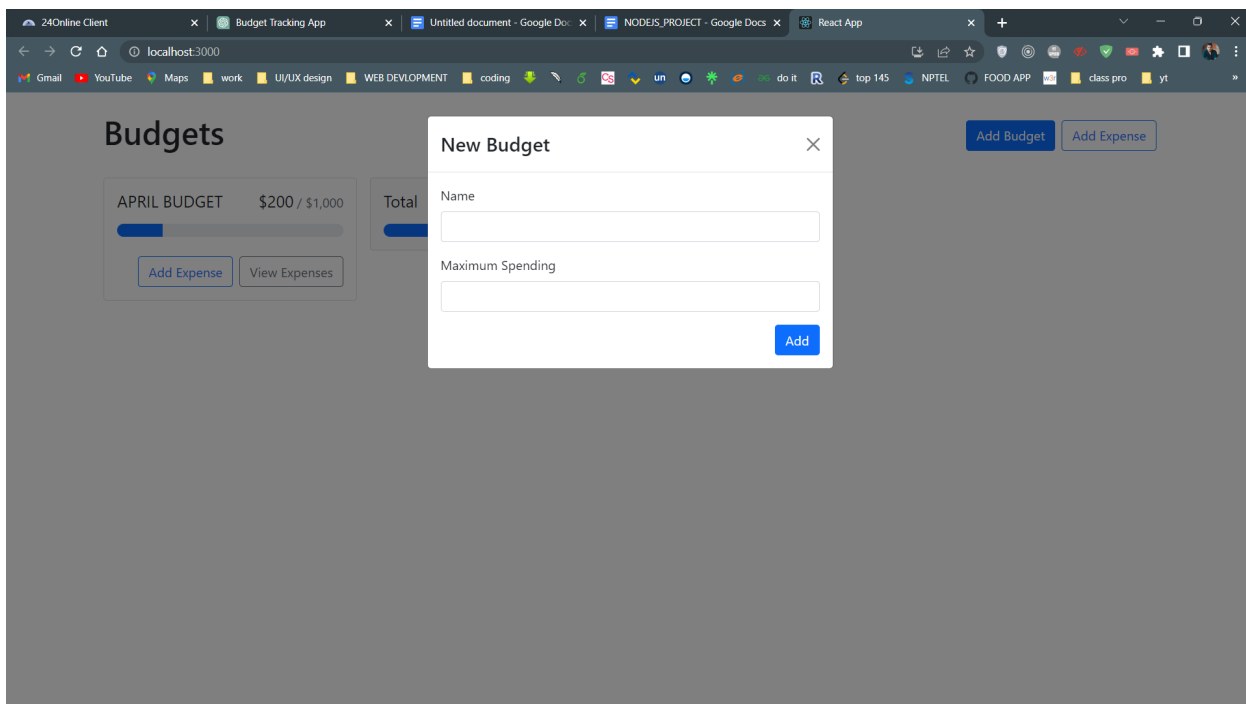 24Online Client
Budget Tracking App
Untitled document - Google Doc
NODEJS_PROJECT - Google Docs
React App
localhost:3000
Gmail YouTube Maps work UI/UX design WEB DEVLOPMENT coding CS un do it R top 145 NPTEL FOOD APP class pro yt »
Budgets
Add Budget Add Expense
New Budget
APRIL BUDGET $200 / $1,000
Total
Name
Add Expense View Expenses
Maximum Spending
Add